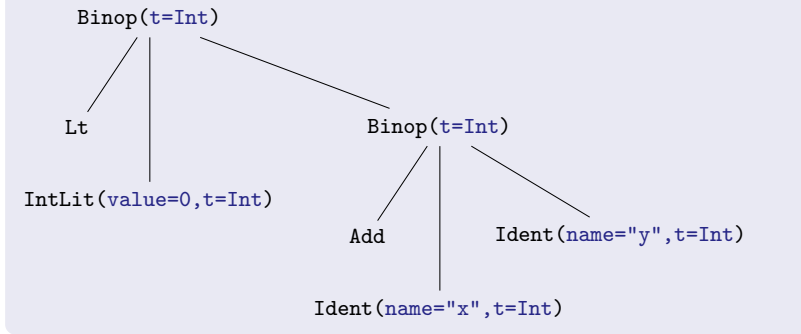 Binop(t=Int)
Lt
Binop(t=Int)
IntLit(value=0,t=Int)
Add
Ident(name="y",t=Int)
Ident(name="x",t=Int)